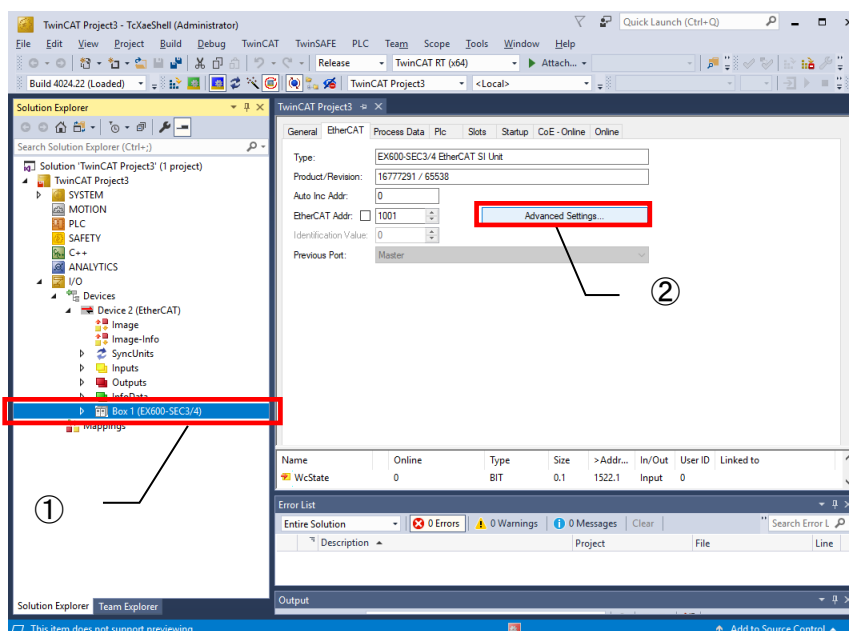 TwinCAT Project3 - TcXaeShell (Administrator)
Quick Launch (Ctrl+Q)
File Edit View Project Build Debug TwinCAT TwinSAFE PLC Team Scope Tools Window Help
Release TwinCAT RT (x64) Attach...
Build 4024.22 (Loaded) TwinCAT Project3 <Local>
Solution Explorer
Search Solution Explorer (Ctrl+;)
Solution 'TwinCAT Project3' (1 project)
TwinCAT Project3
SYSTEM
MOTION
PLC
SAFETY
C++
ANALYTICS
I/O
Devices
Device 2 (EtherCAT)
Image
Image-Info
SyncUnits
Inputs
Outputs
InfoData
Box 1 (EX600-SEC3/4)
Mappings
①
Solution Explorer Team Explorer
TwinCAT Project3
General EtherCAT Process Data Plc Slots Startup CoE - Online Online
Type: EX600-SEC3/4 EtherCAT SI Unit
Product/Revision: 16777291 / 65538
Auto Inc Addr: 0
EtherCAT Addr: 1001 Advanced Settings...
Identification Value: 0
Previous Port: Master
②
Name Online Type Size >Addr... In/Out User ID Linked to
WcState 0 BIT 0.1 1522.1 Input 0
Error List
Entire Solution 0 Errors 0 Warnings 0 Messages Clear Search Error L
Description Project File Line
Output
This item does not support previewing Add to Source Control